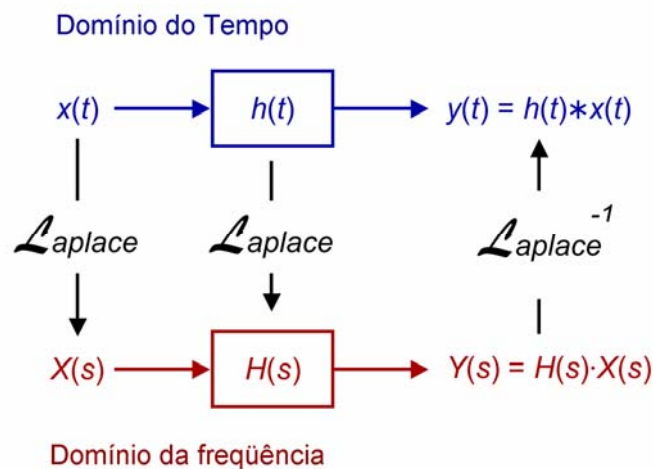 Domínio do Tempo
x(t) h(t) y(t) = h(t)∗x(t)
Laplace Laplace Laplace⁻¹
X(s) H(s) Y(s) = H(s)·X(s)
Domínio da freqüência